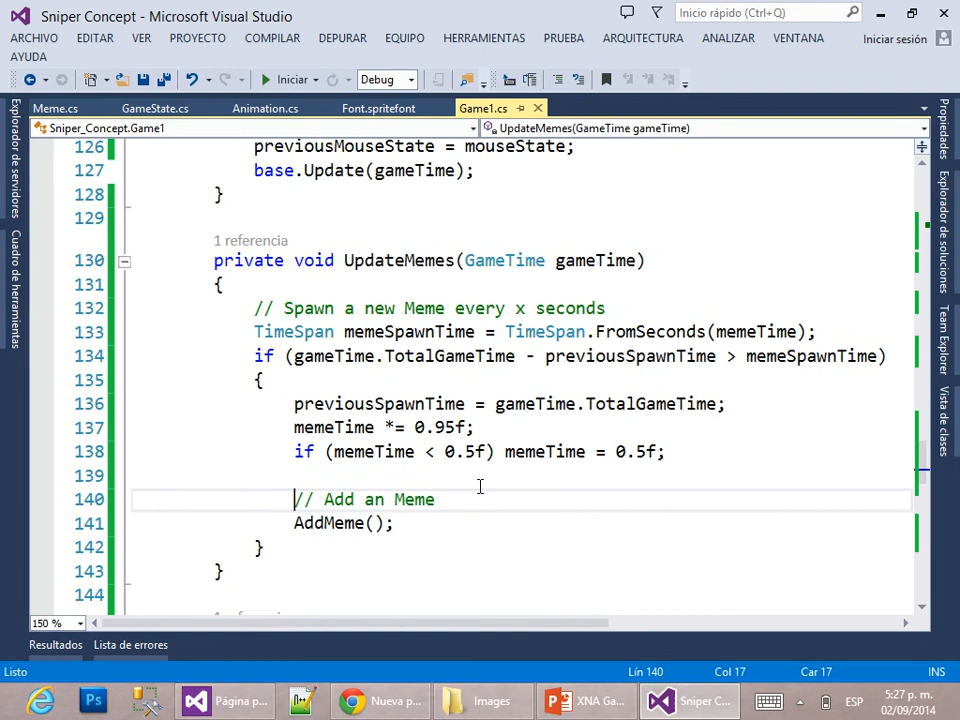 Sniper Concept - Microsoft Visual Studio
Inicio rápido (Ctrl+Q)
ARCHIVO EDITAR VER PROYECTO COMPILAR DEPURAR EQUIPO HERRAMIENTAS PRUEBA ARQUITECTURA ANALIZAR VENTANA
Iniciar sesión
AYUDA
Iniciar Debug
Meme.cs GameState.cs Animation.cs Font.spritefont Game1.cs
Sniper_Concept.Game1 UpdateMemes(GameTime gameTime)
Explorador de servidores
Cuadro de herramientas
Propiedades
Explorador de soluciones
Team Explorer
Vista de clases
126 previousMouseState = mouseState;
127 base.Update(gameTime);
128 }
129
1 referencia
130 private void UpdateMemes(GameTime gameTime)
131 {
132 // Spawn a new Meme every x seconds
133 TimeSpan memeSpawnTime = TimeSpan.FromSeconds(memeTime);
134 if (gameTime.TotalGameTime - previousSpawnTime > memeSpawnTime)
135 {
136 previousSpawnTime = gameTime.TotalGameTime;
137 memeTime *= 0.95f;
138 if (memeTime < 0.5f) memeTime = 0.5f;
139
140 // Add an Meme
141 AddMeme();
142 }
143 }
144
150 %
Resultados Lista de errores
Listo Lín 140 Col 17 Car 17 INS
Página p... Nueva p... Images XNA Ga... Sniper C... ESP
5:27 p. m.
02/09/2014